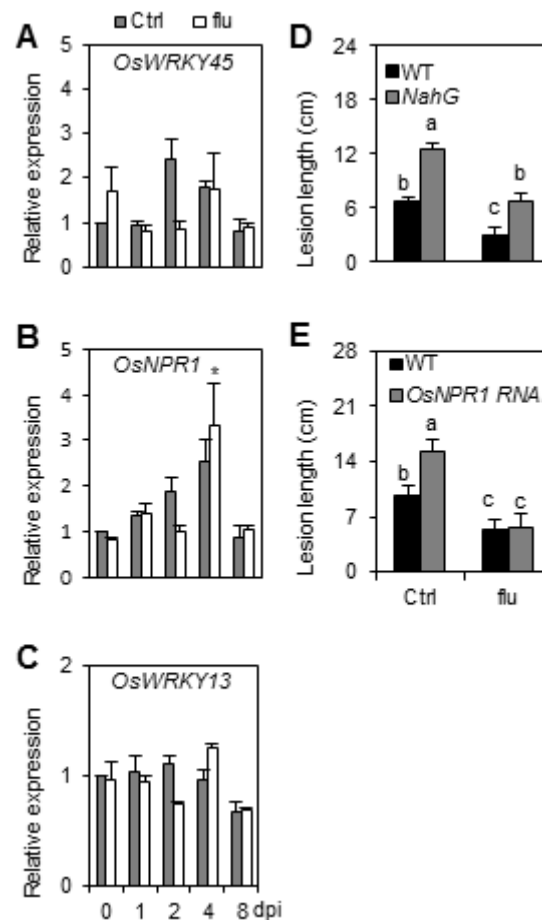 Ctrl flu
A
OsWRKY45
Relative expression
5
4
3
2
1
0
B
OsNPR1
Relative expression
5
4
3
2
1
0
*
C
OsWRKY13
Relative expression
2
1
0
0 1 2 4 8 dpi
D
Lesion length (cm)
24
18
12
6
0
WT
NahG
b a c b
E
Lesion length (cm)
28
21
14
7
0
WT
OsNPR1 RNA
b a c c
Ctrl flu